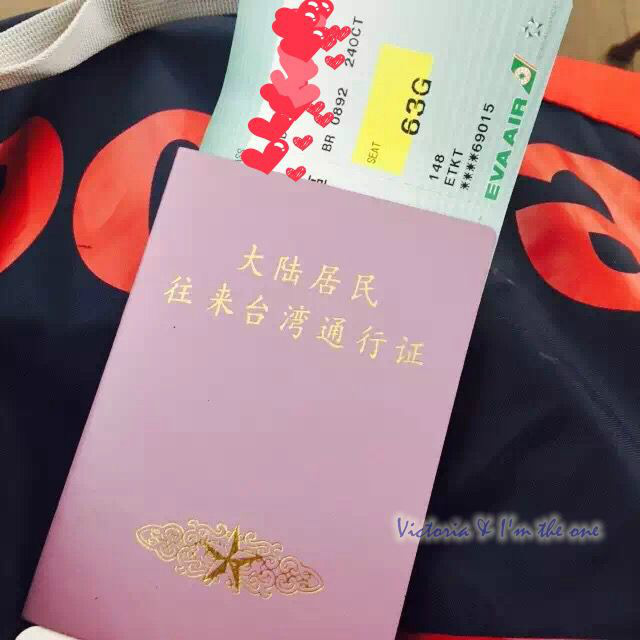 BR 0892 24OCT
SEAT
63G
148
ETKT
****69015
EVA AIR
大陆居民
往来台湾通行证
Victoria & I'm the one